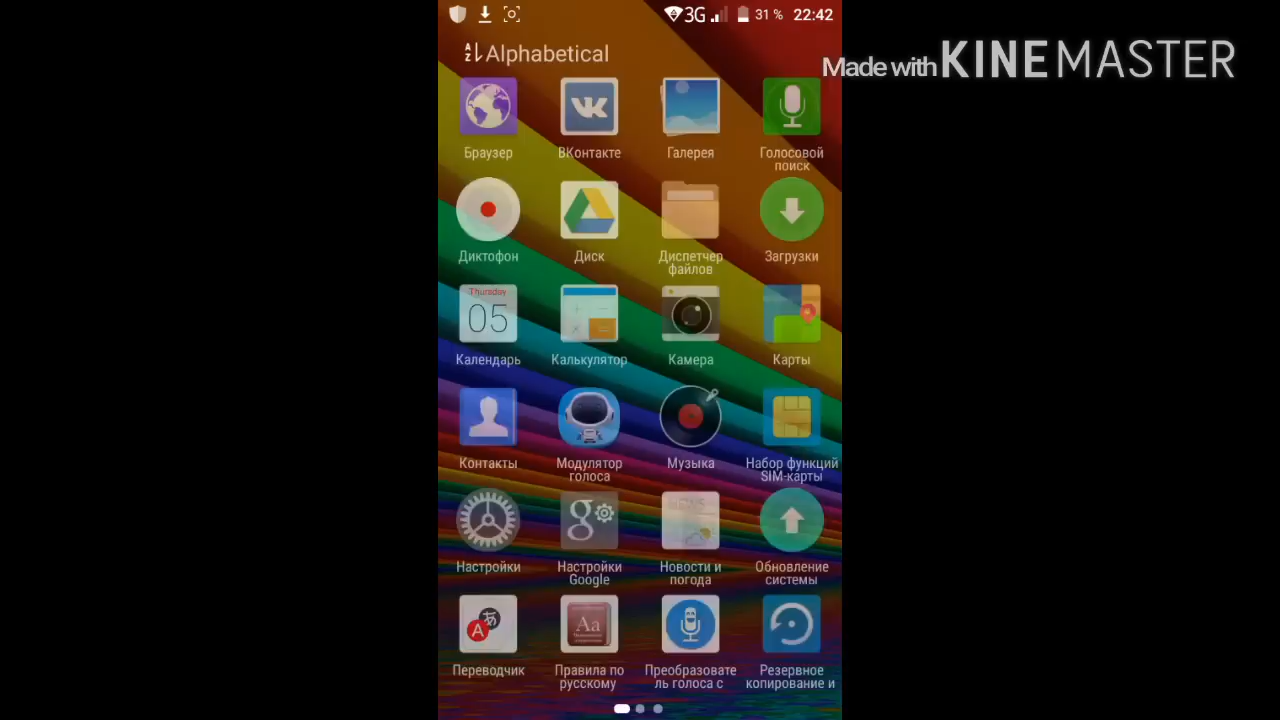 3G 31 % 22:42
Alphabetical
Made with KINEMASTER
Браузер
ВКонтакте
Галерея
Голосовой
поиск
Диктофон
Диск
Диспетчер
файлов
Загрузки
Thursday
05
Календарь
Калькулятор
Камера
Карты
Контакты
Модулятор
голоса
Музыка
Набор функций
SIM-карты
Настройки
g
Настройки
Google
Новости и
погода
Обновление
системы
A
あ
Переводчик
Aa
Правила по
русскому
Преобразовате
ль голоса с
Резервное
копирование и